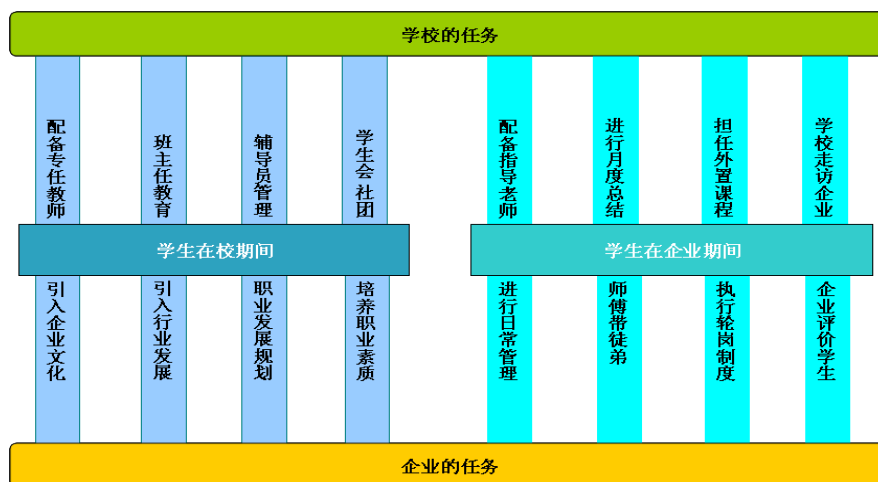 学校的任务
配备专任教师
班主任教育
辅导员管理
学生会 社团
配备指导老师
进行月度总结
担任外置课程
学校走访企业
学生在校期间
学生在企业期间
引入企业文化
引入行业发展
职业发展规划
培养职业素质
进行日常管理
师傅带徒弟
执行轮岗制度
企业评价学生
企业的任务